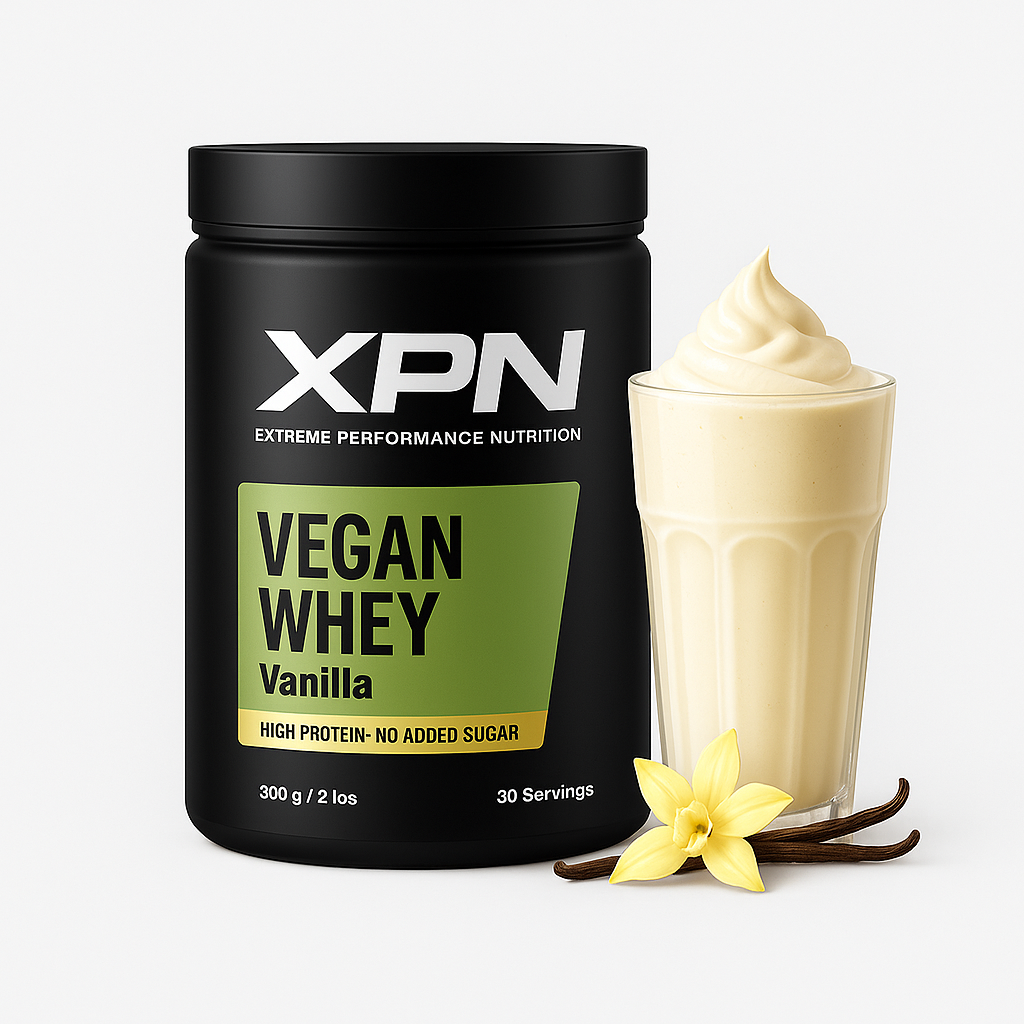 XPN
EXTREME PERFORMANCE NUTRITION
VEGAN
WHEY
Vanilla
HIGH PROTEIN- NO ADDED SUGAR
300 g / 2 los
30 Servings